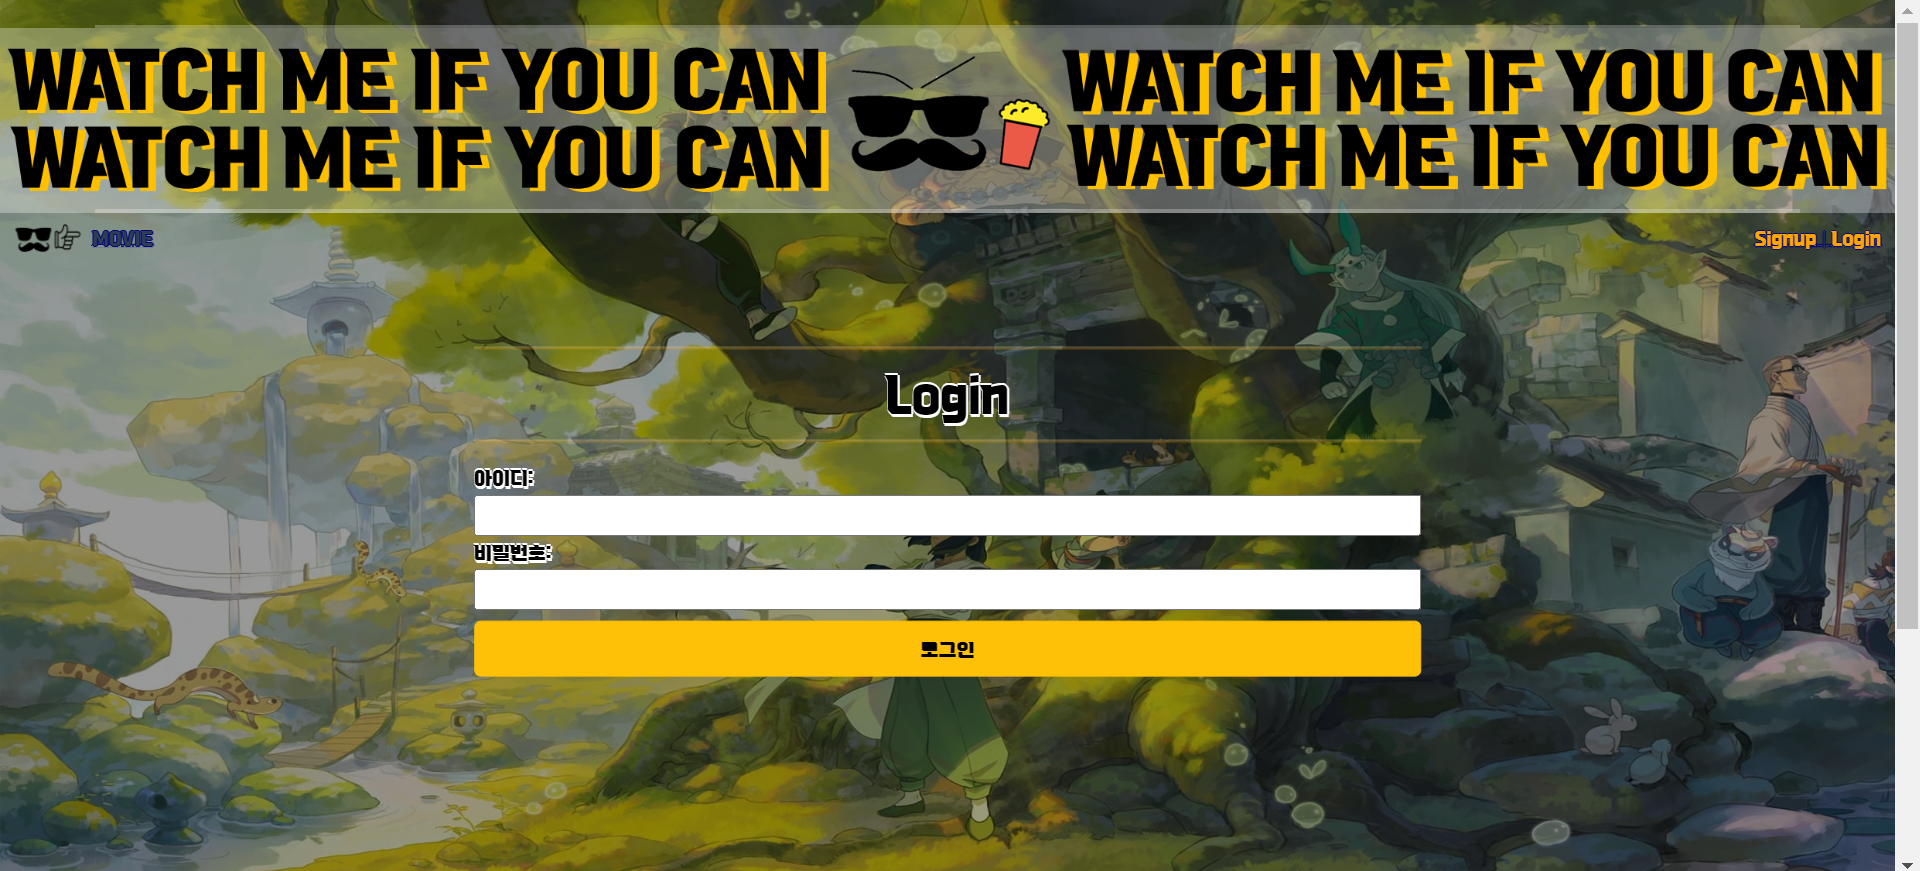 WATCH ME IF YOU CAN WATCH ME IF YOU CAN
WATCH ME IF YOU CAN WATCH ME IF YOU CAN
MOVIE Signup | Login
Login
아이디:
비밀번호:
로그인